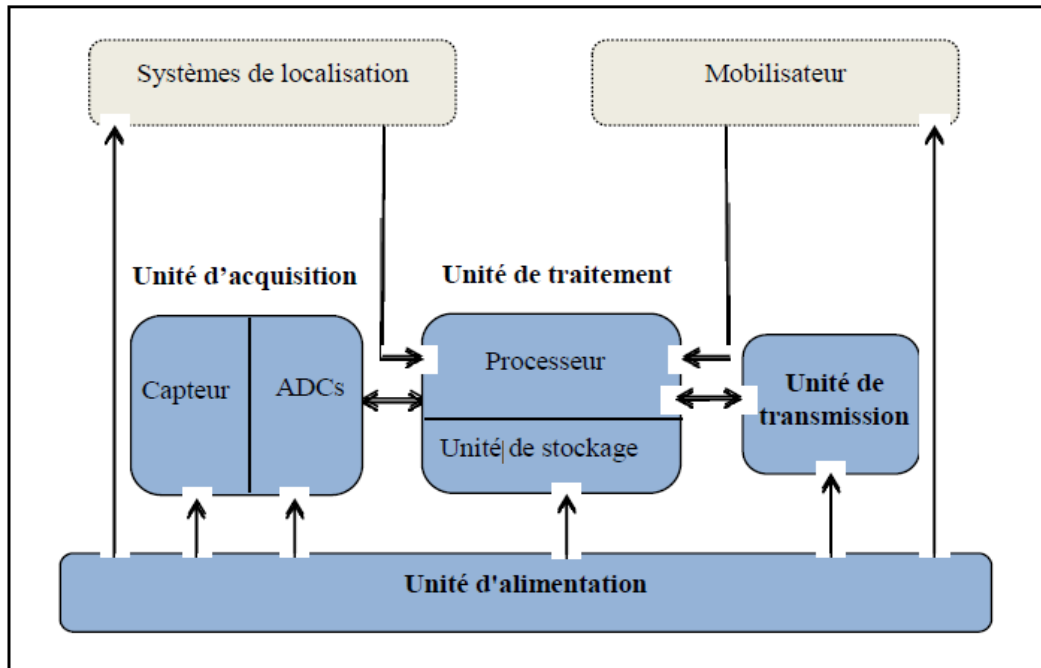 Systèmes de localisation
Mobilisateur
Unité d’acquisition
Unité de traitement
Capteur
ADCs
Processeur
Unité de stockage
Unité de
transmission
Unité d'alimentation